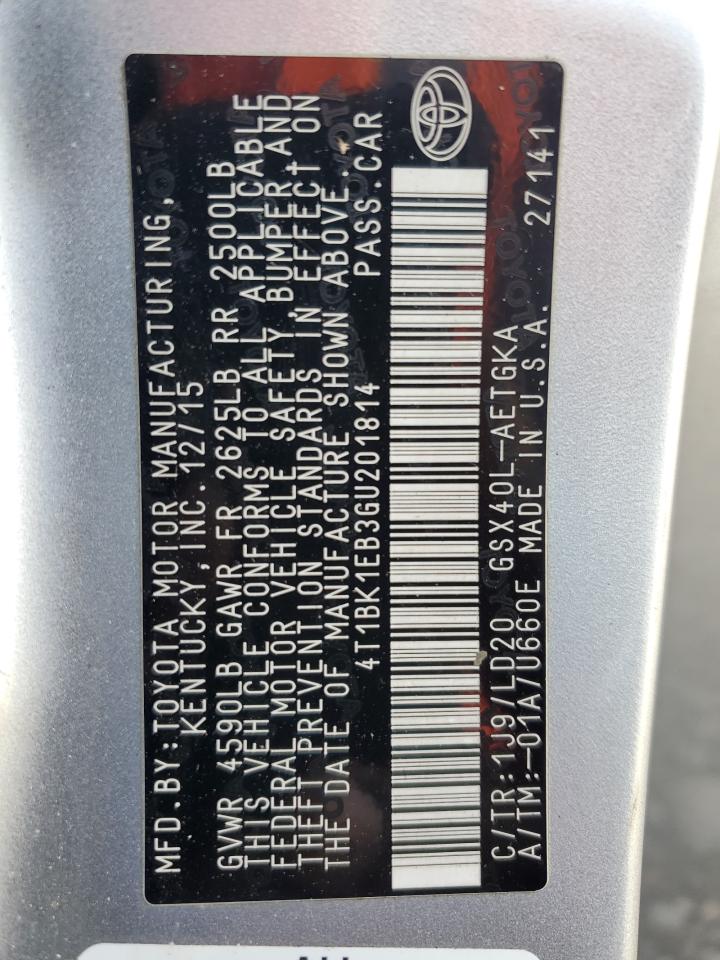 MFD.BY:TOYOTA MOTOR MANUFACTURING,
KENTUCKY,INC. 12/15
GVWR 4590LB GAWR FR 2625LB RR 2500LB
THIS VEHICLE CONFORMS TO ALL APPLICABLE
FEDERAL MOTOR VEHICLE SAFETY, BUMPER AND
THEFT PREVENTION STANDARDS IN EFFECT ON
THE DATE OF MANUFACTURE SHOWN ABOVE.
4T1BK1EB3GU201814 PASS.CAR
C/TR:1J9/LD20 GSX40L-AETGKA
A/TM:-01A/U660E MADE IN U.S.A. 27141